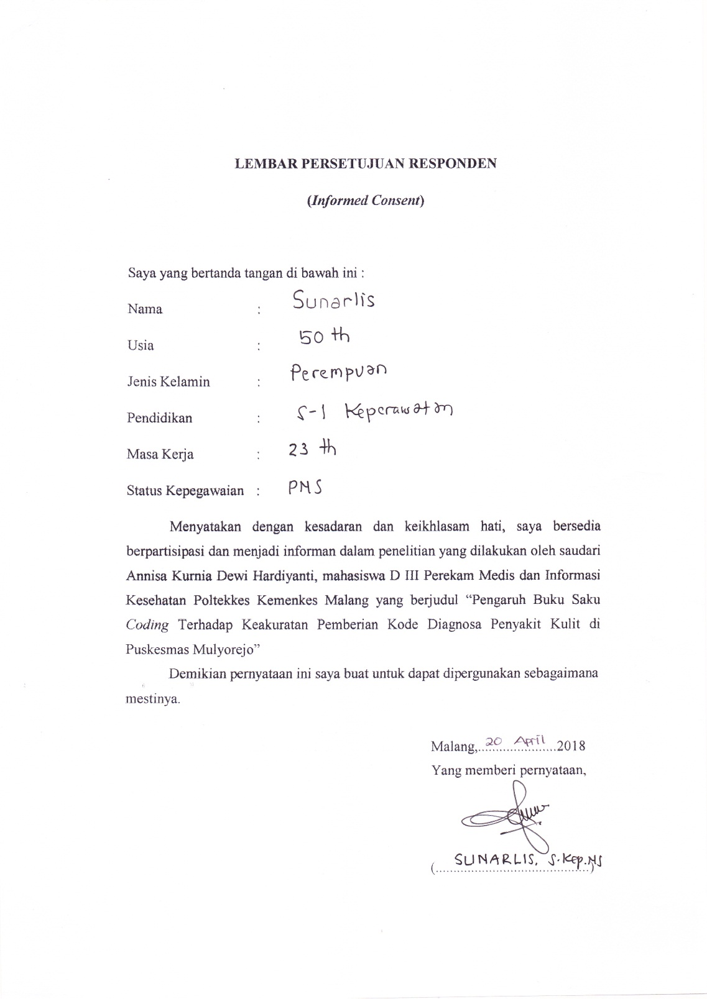 LEMBAR PERSETUJUAN RESPONDEN
(Informed Consent)
Saya yang bertanda tangan di bawah ini :
Nama : Sunarlis
Usia : 50 th
Jenis Kelamin : Perempuan
Pendidikan : S-1 Keperawatan
Masa Kerja : 23 th
Status Kepegawaian : PNS
Menyatakan dengan kesadaran dan keikhlasam hati, saya bersedia
berpartisipasi dan menjadi informan dalam penelitian yang dilakukan oleh saudari
Annisa Kurnia Dewi Hardiyanti, mahasiswa D III Perekam Medis dan Informasi
Kesehatan Poltekkes Kemenkes Malang yang berjudul “Pengaruh Buku Saku
Coding Terhadap Keakuratan Pemberian Kode Diagnosa Penyakit Kulit di
Puskesmas Mulyorejo”
Demikian pernyataan ini saya buat untuk dapat dipergunakan sebagaimana
mestinya.
Malang, 20 April 2018
Yang memberi pernyataan,
(SUNARLIS, S.Kep.NS)